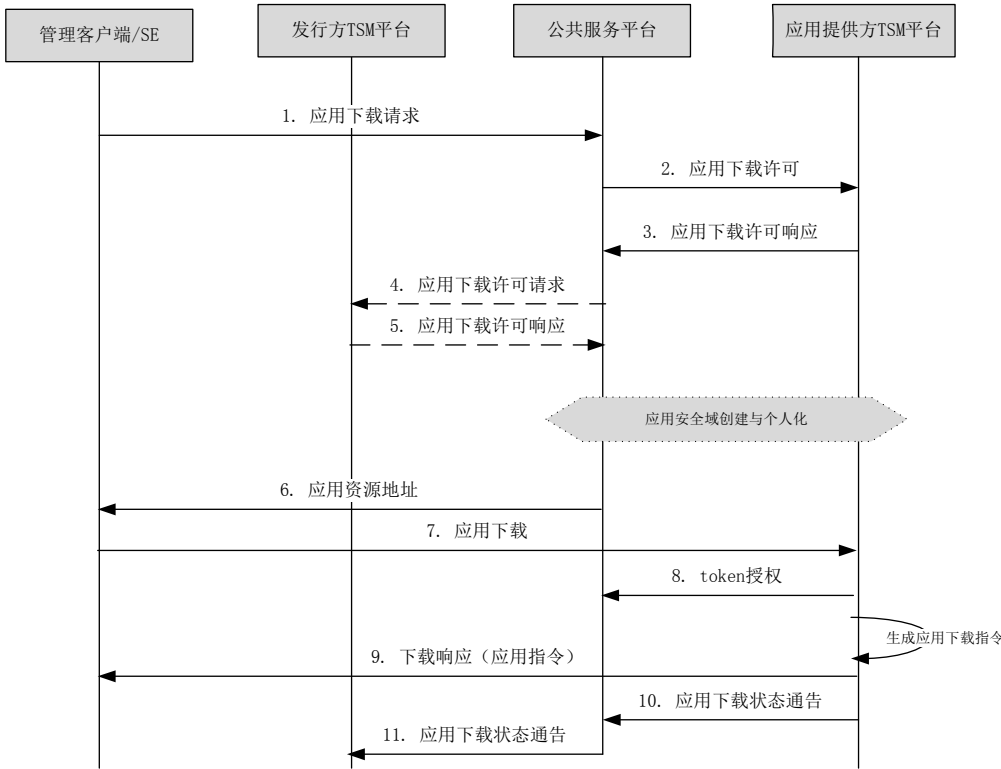 管理客户端/SE
发行方TSM平台
公共服务平台
应用提供方TSM平台
1. 应用下载请求
2. 应用下载许可
3. 应用下载许可响应
4. 应用下载许可请求
5. 应用下载许可响应
应用安全域创建与个人化
6. 应用资源地址
7. 应用下载
8. token授权
生成应用下载指令
9. 下载响应（应用指令）
10. 应用下载状态通告
11. 应用下载状态通告